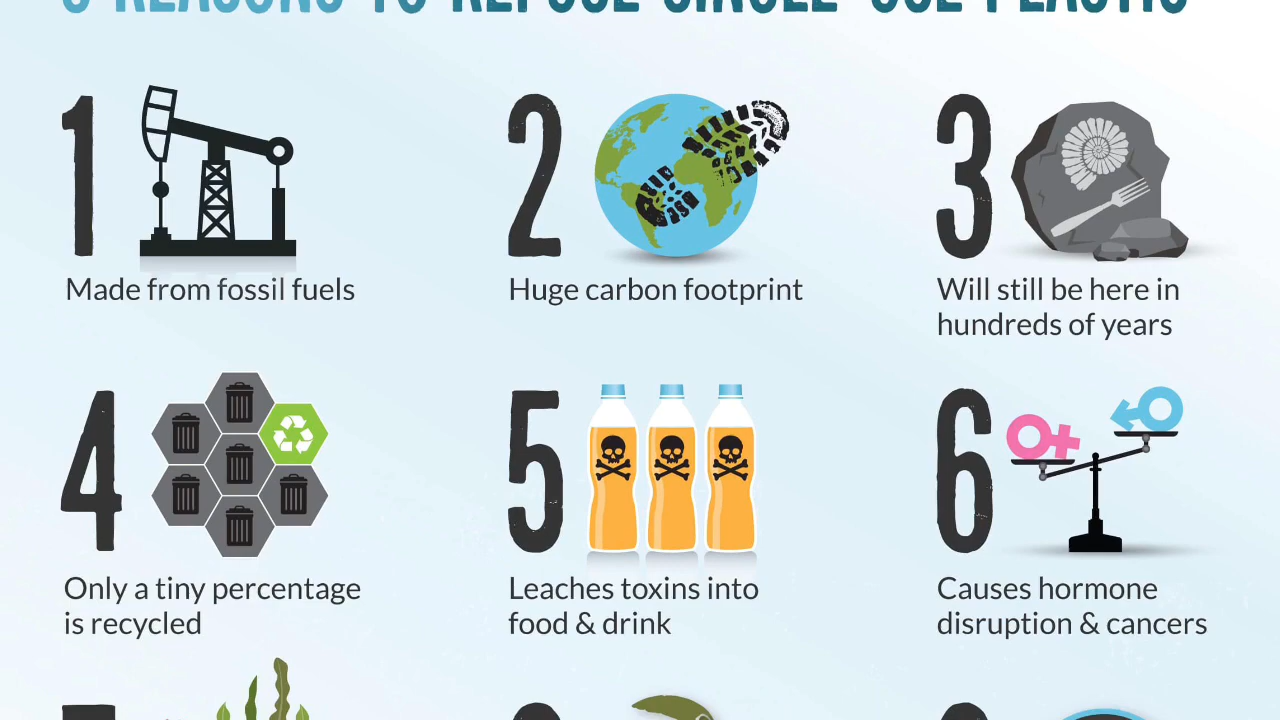 REASONS TO REFUSE SINGLE-USE PLASTIC
1
2
3
Made from fossil fuels
Huge carbon footprint
Will still be here in
hundreds of years
4
5
6
Only a tiny percentage
is recycled
Leaches toxins into
food & drink
Causes hormone
disruption & cancers